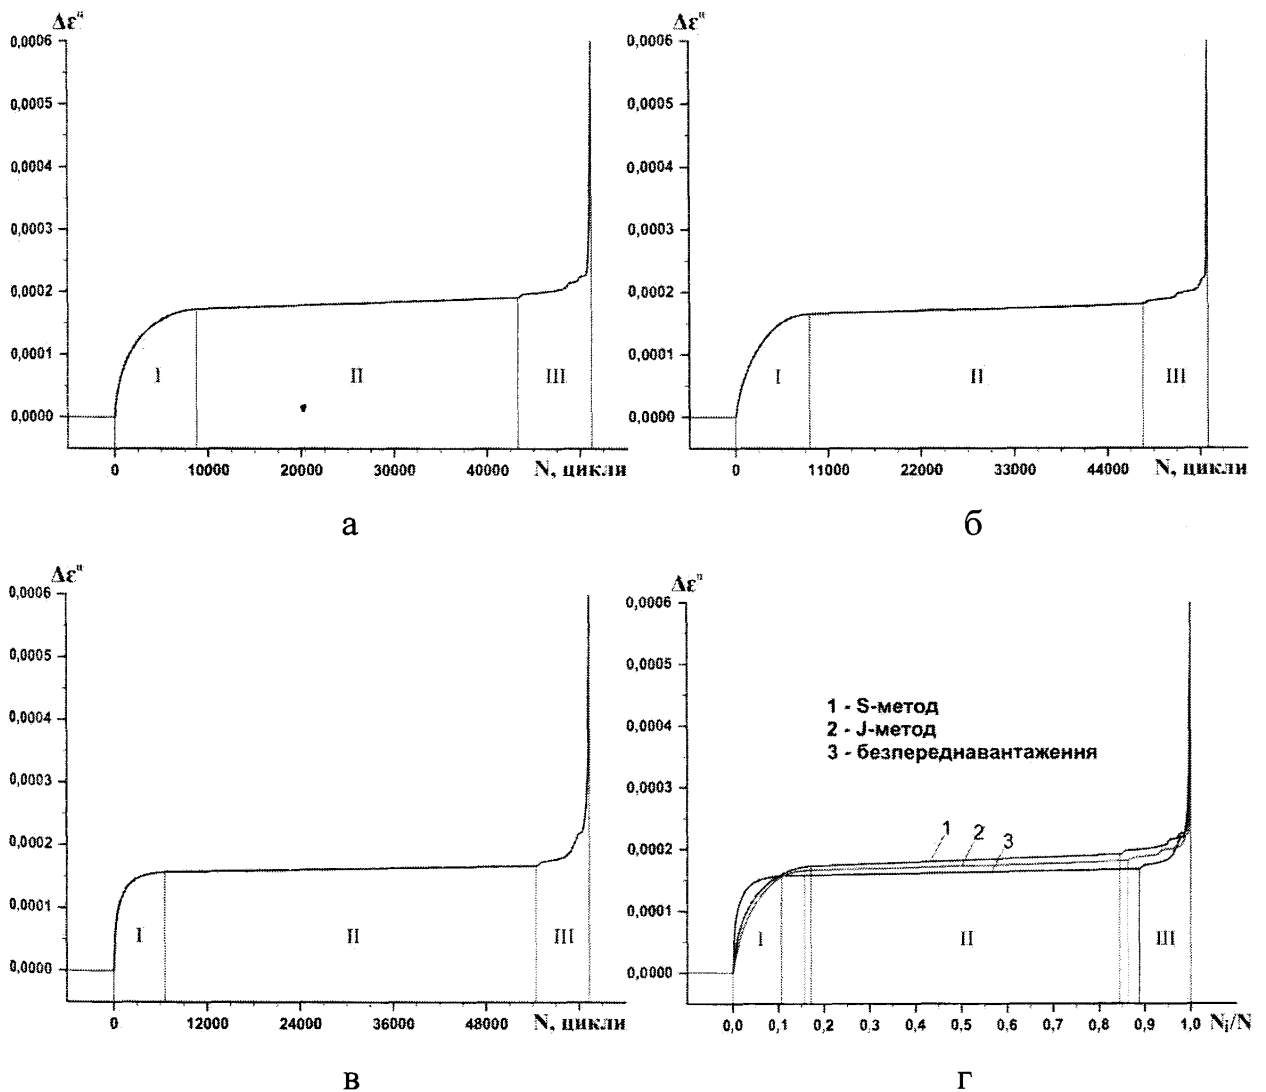 Δεⁿ
0,0006
0,0005
0,0004
0,0003
0,0002
0,0001
0,0000
I
II
III
0
10000
20000
30000
40000
N, цикли
а
Δεⁿ
0,0006
0,0005
0,0004
0,0003
0,0002
0,0001
0,0000
I
II
III
0
11000
22000
33000
44000
N, цикли
б
Δεⁿ
0,0006
0,0005
0,0004
0,0003
0,0002
0,0001
0,0000
I
II
III
0
12000
24000
36000
48000
N, цикли
в
Δεⁿ
0,0006
0,0005
0,0004
0,0003
0,0002
0,0001
0,0000
1 - S-метод
2 - J-метод
3 - безпереднавантаження
1
2
3
I
II
III
0,0
0,1
0,2
0,3
0,4
0,5
0,6
0,7
0,8
0,9
1,0
Nᵢ/N
г